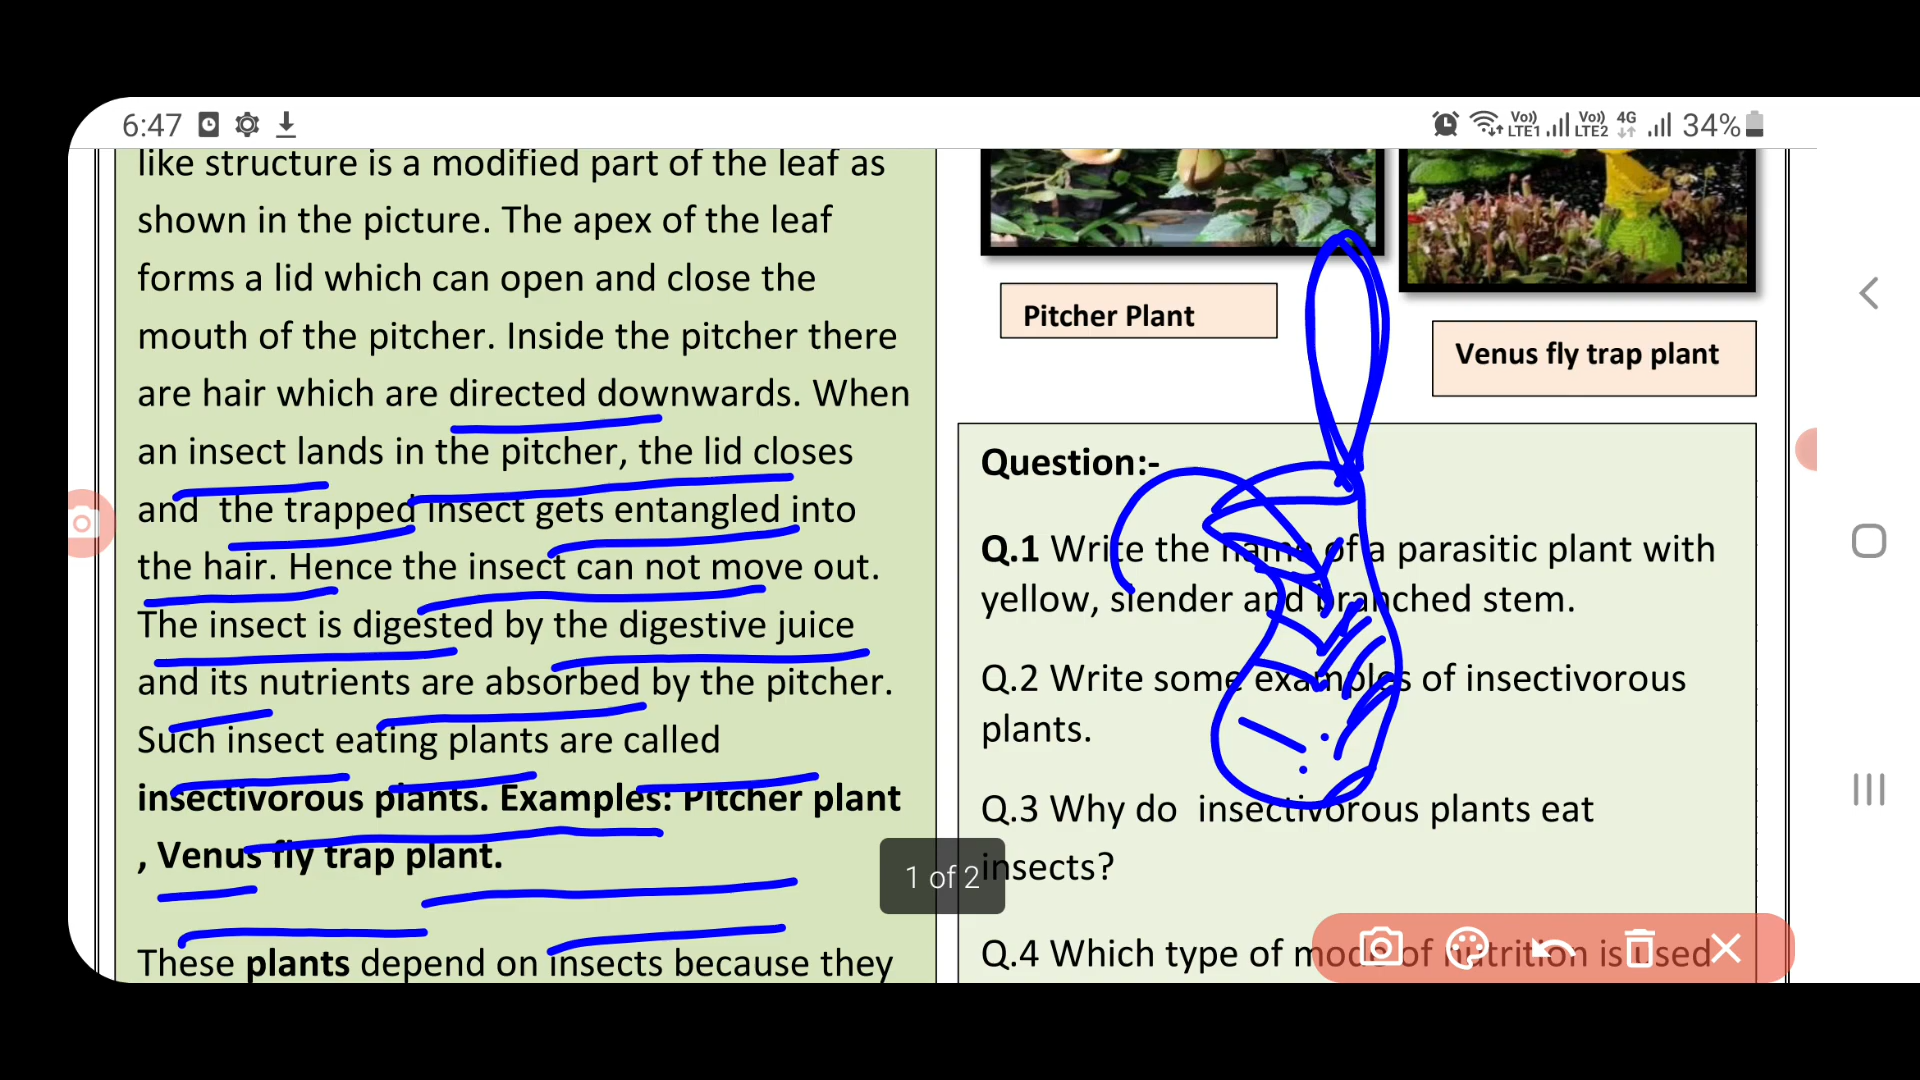 6:47
Vo)) LTE1 Vo)) LTE2 4G 34%
like structure is a modified part of the leaf as
shown in the picture. The apex of the leaf
forms a lid which can open and close the
mouth of the pitcher. Inside the pitcher there
are hair which are directed downwards. When
an insect lands in the pitcher, the lid closes
and the trapped insect gets entangled into
the hair. Hence the insect can not move out.
The insect is digested by the digestive juice
and its nutrients are absorbed by the pitcher.
Such insect eating plants are called
insectivorous plants. Examples: Pitcher plant
, Venus fly trap plant.
These plants depend on insects because they
Pitcher Plant
Venus fly trap plant
Question:-
Q.1 Write the name of a parasitic plant with
yellow, slender and branched stem.
Q.2 Write some examples of insectivorous
plants.
Q.3 Why do insectivorous plants eat
insects?
Q.4 Which type of mode of nutrition is used
1 of 2